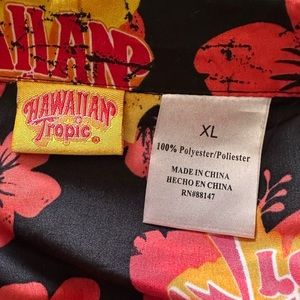 HAWAIIAN
Tropic®
XL
100% Polyester/Poliester
MADE IN CHINA
HECHO EN CHINA
RN#88147